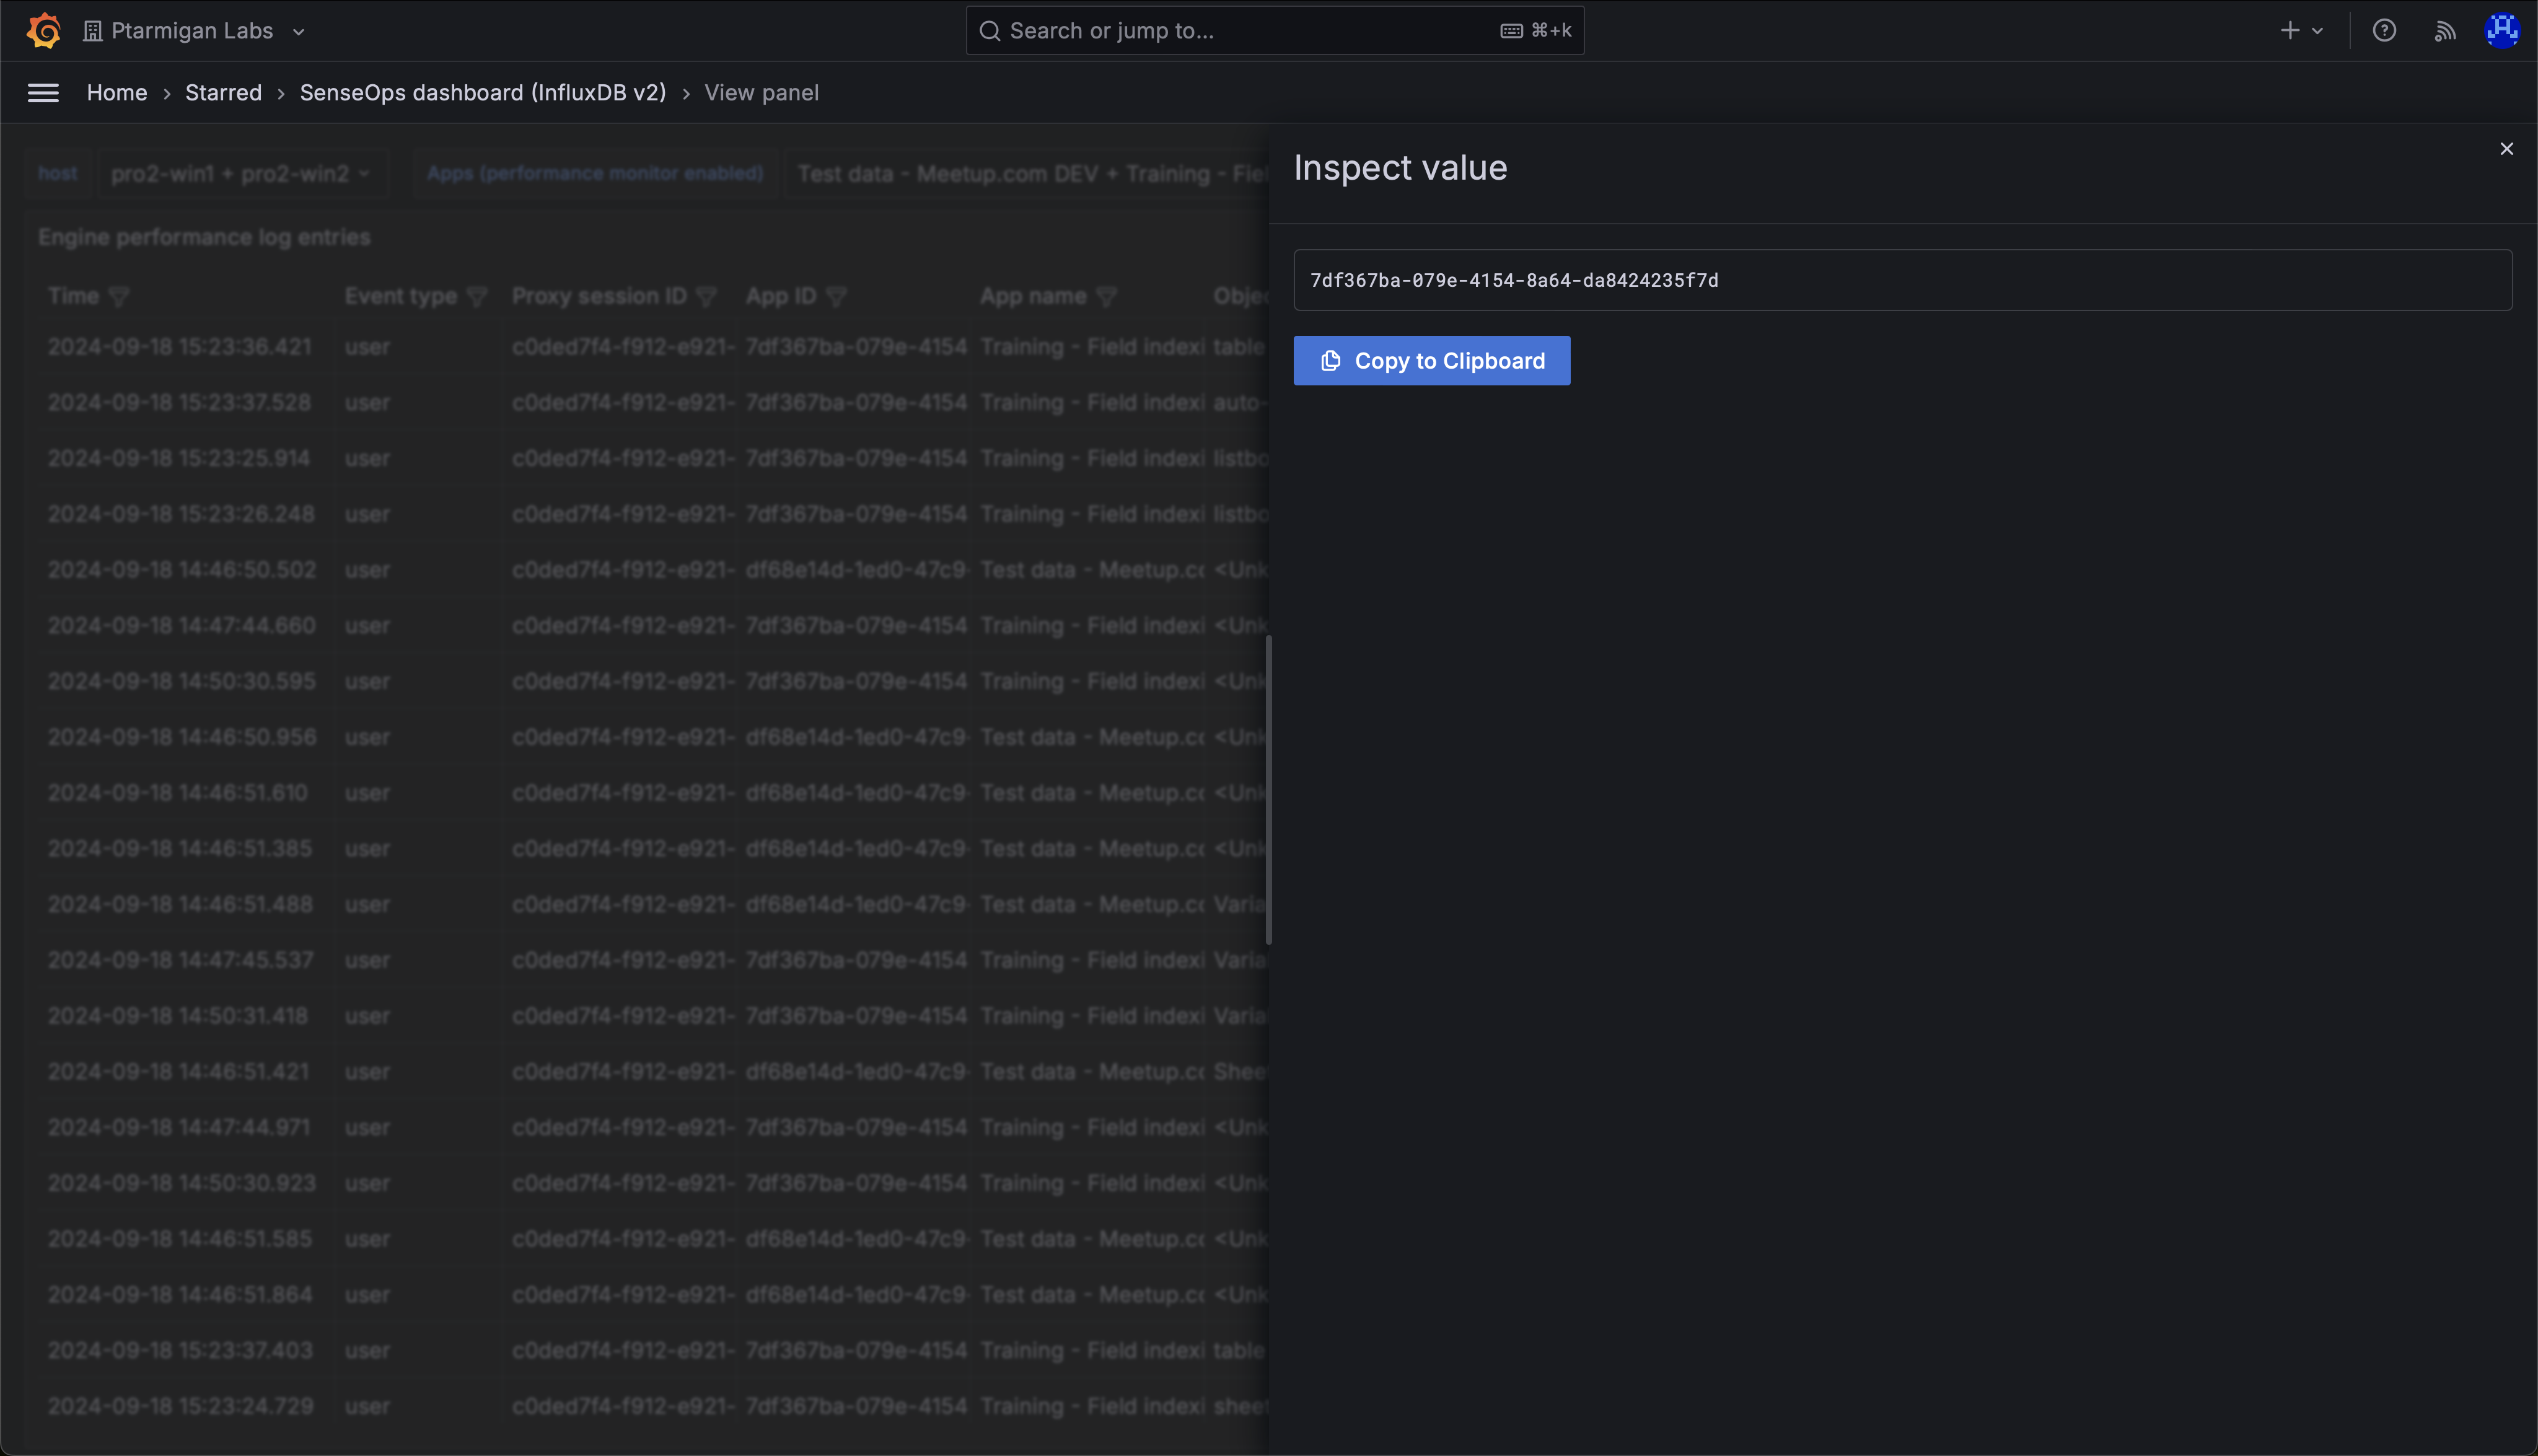 Ptarmigan Labs
Search or jump to...
⌘+k
Home › Starred › SenseOps dashboard (InfluxDB v2) › View panel
host pro2-win1 + pro2-win2 Apps (performance monitor enabled) Test data - Meetup.com DEV + Training - Fiel
Engine performance log entries
Time Event type Proxy session ID App ID App name Objec
2024-09-18 15:23:36.421 user c0ded7f4-f912-e921- 7df367ba-079e-4154 Training - Field indexi table
2024-09-18 15:23:37.528 user c0ded7f4-f912-e921- 7df367ba-079e-4154 Training - Field indexi auto-
2024-09-18 15:23:25.914 user c0ded7f4-f912-e921- 7df367ba-079e-4154 Training - Field indexi listbo
2024-09-18 15:23:26.248 user c0ded7f4-f912-e921- 7df367ba-079e-4154 Training - Field indexi listbo
2024-09-18 14:46:50.502 user c0ded7f4-f912-e921- df68e14d-1ed0-47c9- Test data - Meetup.cc <Unk
2024-09-18 14:47:44.660 user c0ded7f4-f912-e921- 7df367ba-079e-4154 Training - Field indexi <Unk
2024-09-18 14:50:30.595 user c0ded7f4-f912-e921- 7df367ba-079e-4154 Training - Field indexi <Unk
2024-09-18 14:46:50.956 user c0ded7f4-f912-e921- df68e14d-1ed0-47c9- Test data - Meetup.cc <Unk
2024-09-18 14:46:51.610 user c0ded7f4-f912-e921- df68e14d-1ed0-47c9- Test data - Meetup.cc <Unk
2024-09-18 14:46:51.385 user c0ded7f4-f912-e921- df68e14d-1ed0-47c9- Test data - Meetup.cc <Unk
2024-09-18 14:46:51.488 user c0ded7f4-f912-e921- df68e14d-1ed0-47c9- Test data - Meetup.cc Varia
2024-09-18 14:47:45.537 user c0ded7f4-f912-e921- 7df367ba-079e-4154 Training - Field indexi Varia
2024-09-18 14:50:31.418 user c0ded7f4-f912-e921- 7df367ba-079e-4154 Training - Field indexi Varia
2024-09-18 14:46:51.421 user c0ded7f4-f912-e921- df68e14d-1ed0-47c9- Test data - Meetup.cc Shee
2024-09-18 14:47:44.971 user c0ded7f4-f912-e921- 7df367ba-079e-4154 Training - Field indexi <Unk
2024-09-18 14:50:30.923 user c0ded7f4-f912-e921- 7df367ba-079e-4154 Training - Field indexi <Unk
2024-09-18 14:46:51.585 user c0ded7f4-f912-e921- df68e14d-1ed0-47c9- Test data - Meetup.cc <Unk
2024-09-18 14:46:51.864 user c0ded7f4-f912-e921- df68e14d-1ed0-47c9- Test data - Meetup.cc <Unk
2024-09-18 15:23:37.403 user c0ded7f4-f912-e921- 7df367ba-079e-4154 Training - Field indexi table
2024-09-18 15:23:24.729 user c0ded7f4-f912-e921- 7df367ba-079e-4154 Training - Field indexi sheet
Inspect value
7df367ba-079e-4154-8a64-da8424235f7d
Copy to Clipboard